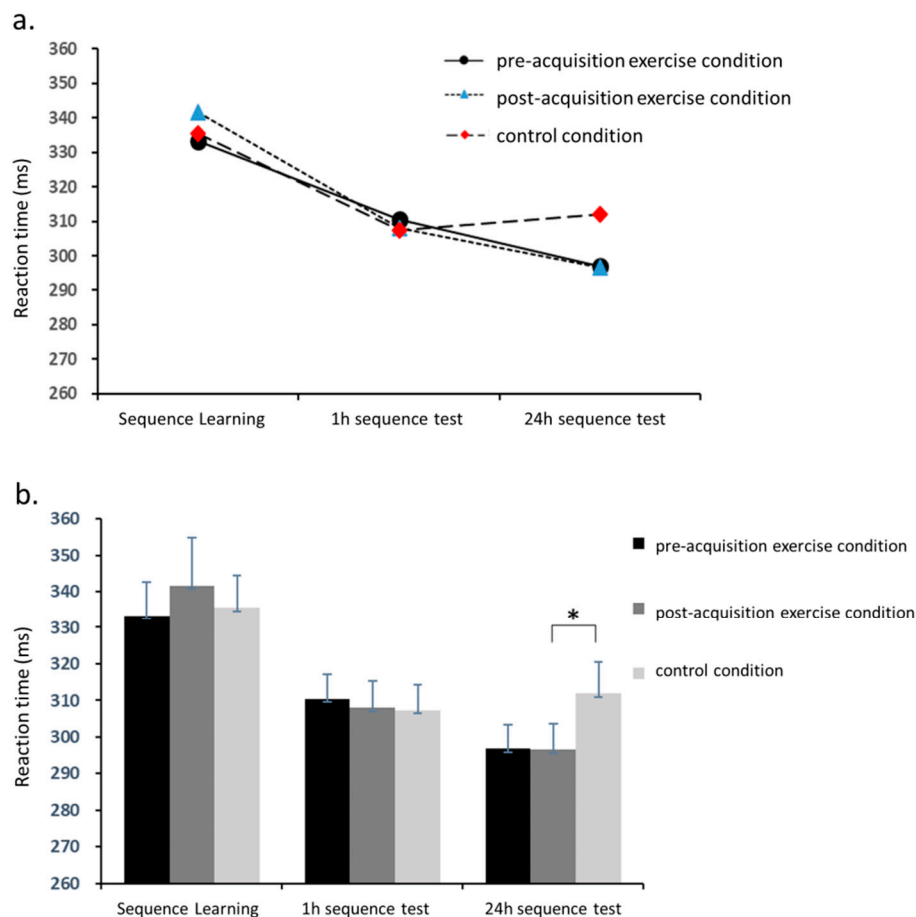 a.
360
350
340
330
320
310
300
290
280
270
260
Reaction time (ms)
pre-acquisition exercise condition
post-acquisition exercise condition
control condition
Sequence Learning 1h sequence test 24h sequence test
b.
360
350
340
330
320
310
300
290
280
270
260
Reaction time (ms)
*
pre-acquisition exercise condition
post-acquisition exercise condition
control condition
Sequence Learning 1h sequence test 24h sequence test